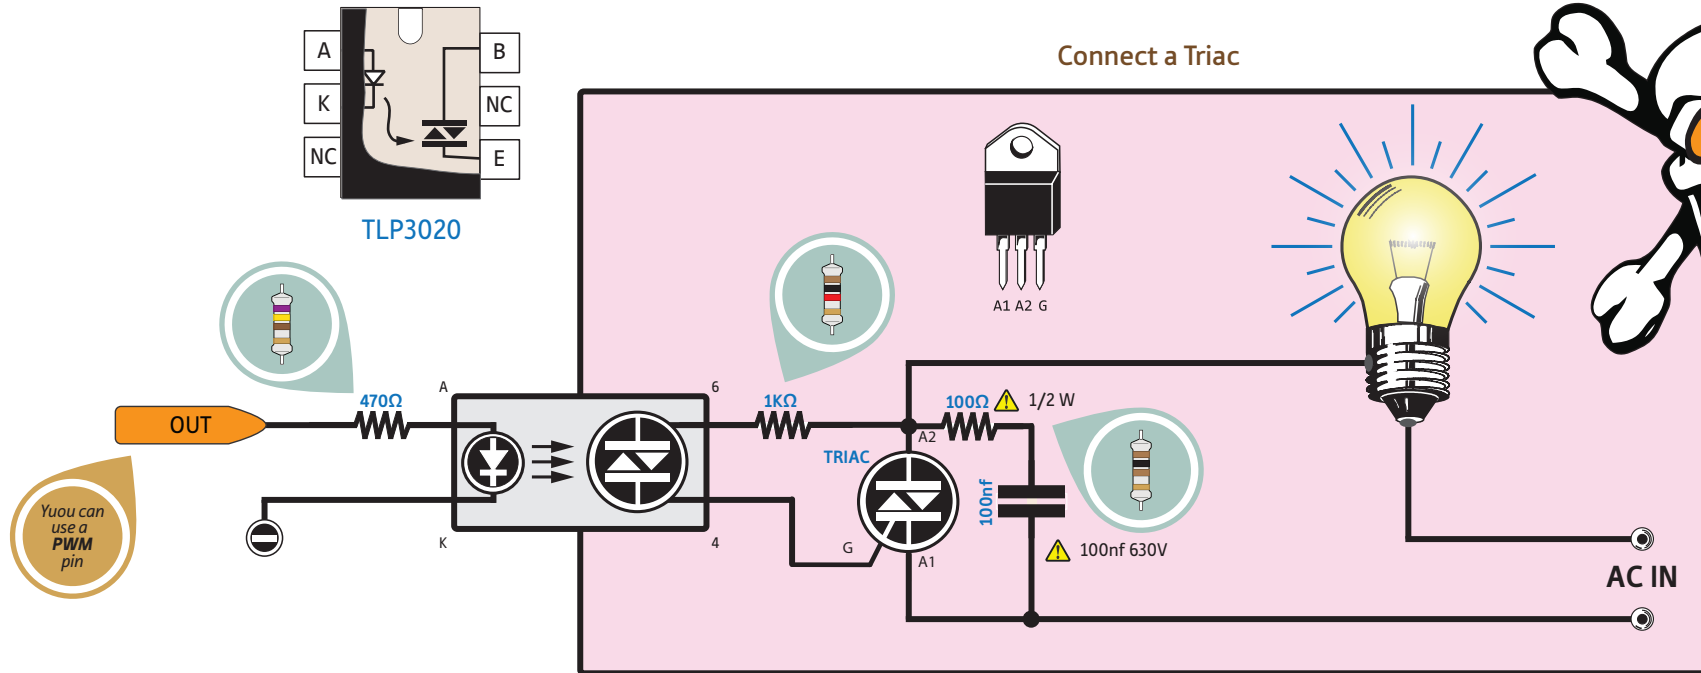 Connect a Triac
A
K
NC
B
NC
E
TLP3020
A1 A2 G
OUT
470Ω
A
K
6
4
1KΩ
100Ω
1/2 W
A2
TRIAC
G
A1
100nf
100nf 630V
AC IN
Yuou can
use a
PWM
pin